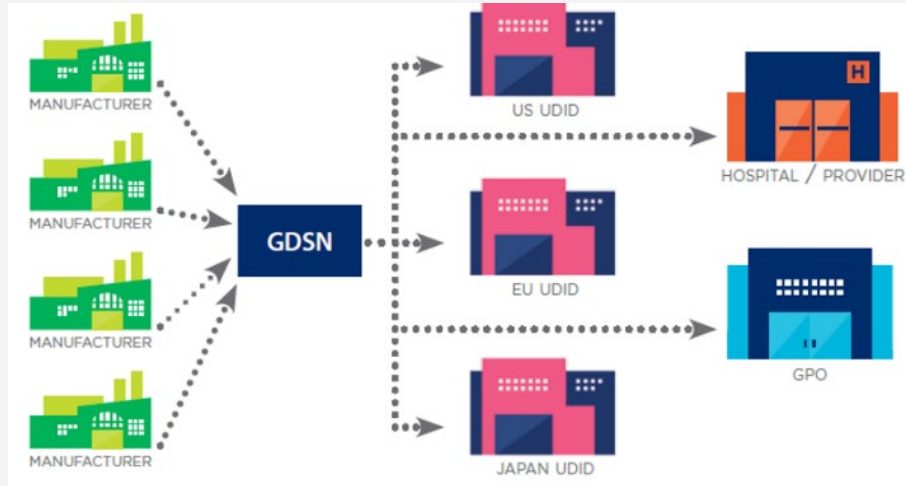 MANUFACTURER
MANUFACTURER
MANUFACTURER
MANUFACTURER
GDSN
US UDID
EU UDID
JAPAN UDID
H
HOSPITAL / PROVIDER
GPO